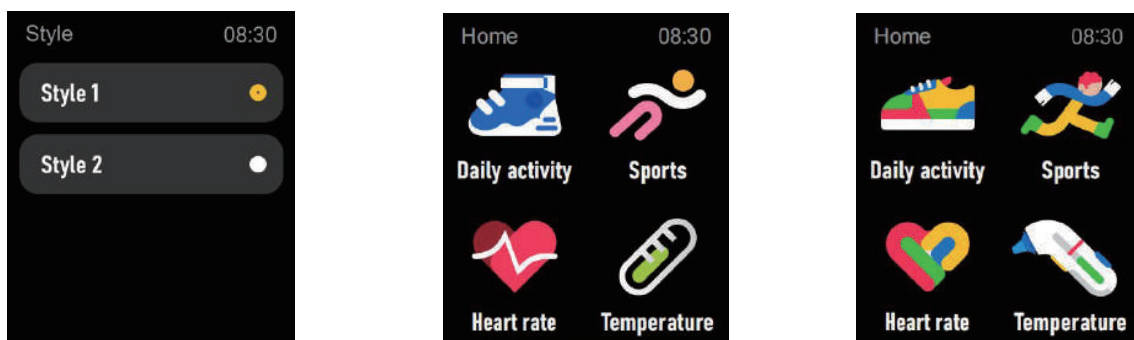 Style 08:30
Style 1
Style 2
Home 08:30
Daily activity Sports
Heart rate Temperature
Home 08:30
Daily activity Sports
Heart rate Temperature